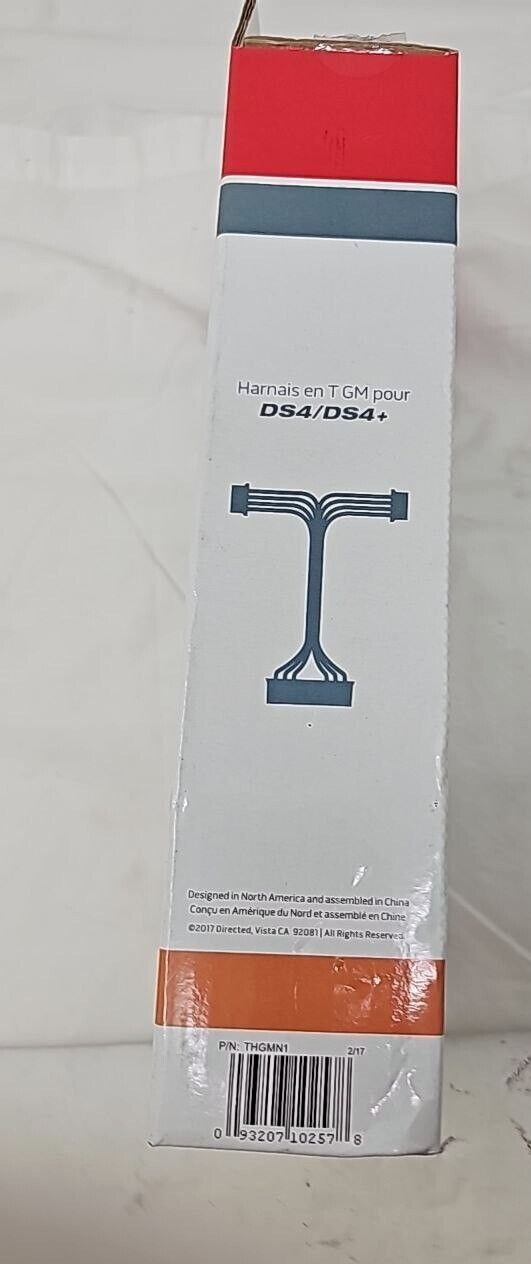 Harnais en T GM pour
DS4/DS4+
Designed in North America and assembled in China
Conçu en Amérique du Nord et assemblé en Chine
©2017 Directed, Vista CA 92081 | All Rights Reserved
P/N: THGMN1 2/17
0 93207 10257 8